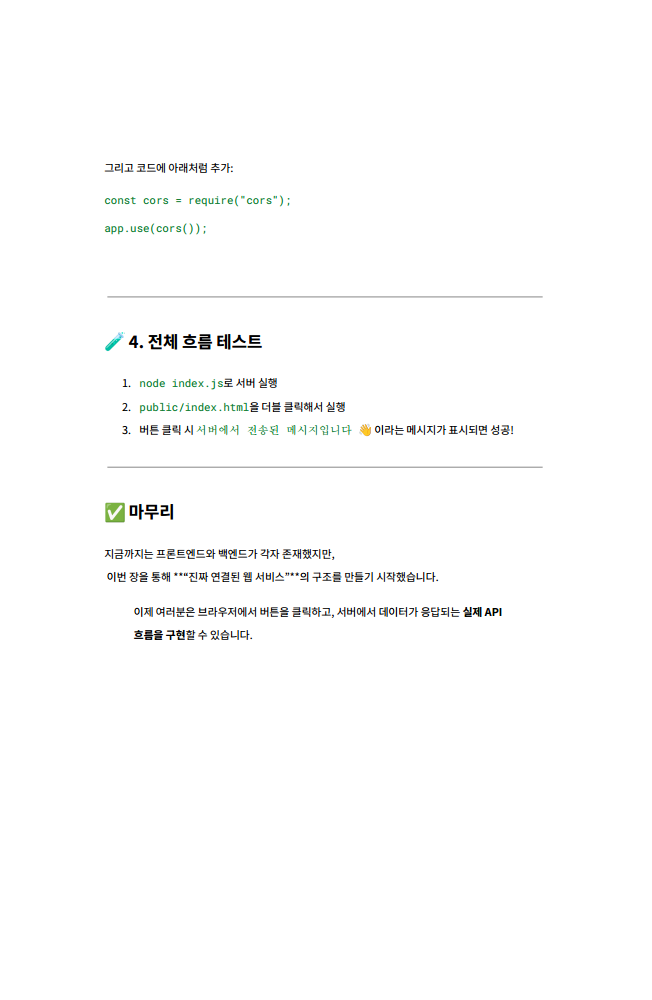 그리고 코드에 아래처럼 추가:
const cors = require("cors");
app.use(cors());
🧪 4. 전체 흐름 테스트
1. node index.js로 서버 실행
2. public/index.html을 더블 클릭해서 실행
3. 버튼 클릭 시 서버에서 전송된 메시지입니다 👋 이라는 메시지가 표시되면 성공!
✅ 마무리
지금까지는 프론트엔드와 백엔드가 각자 존재했지만,
이번 장을 통해 **“진짜 연결된 웹 서비스”**의 구조를 만들기 시작했습니다.
이제 여러분은 브라우저에서 버튼을 클릭하고, 서버에서 데이터가 응답되는 실제 API
흐름을 구현할 수 있습니다.